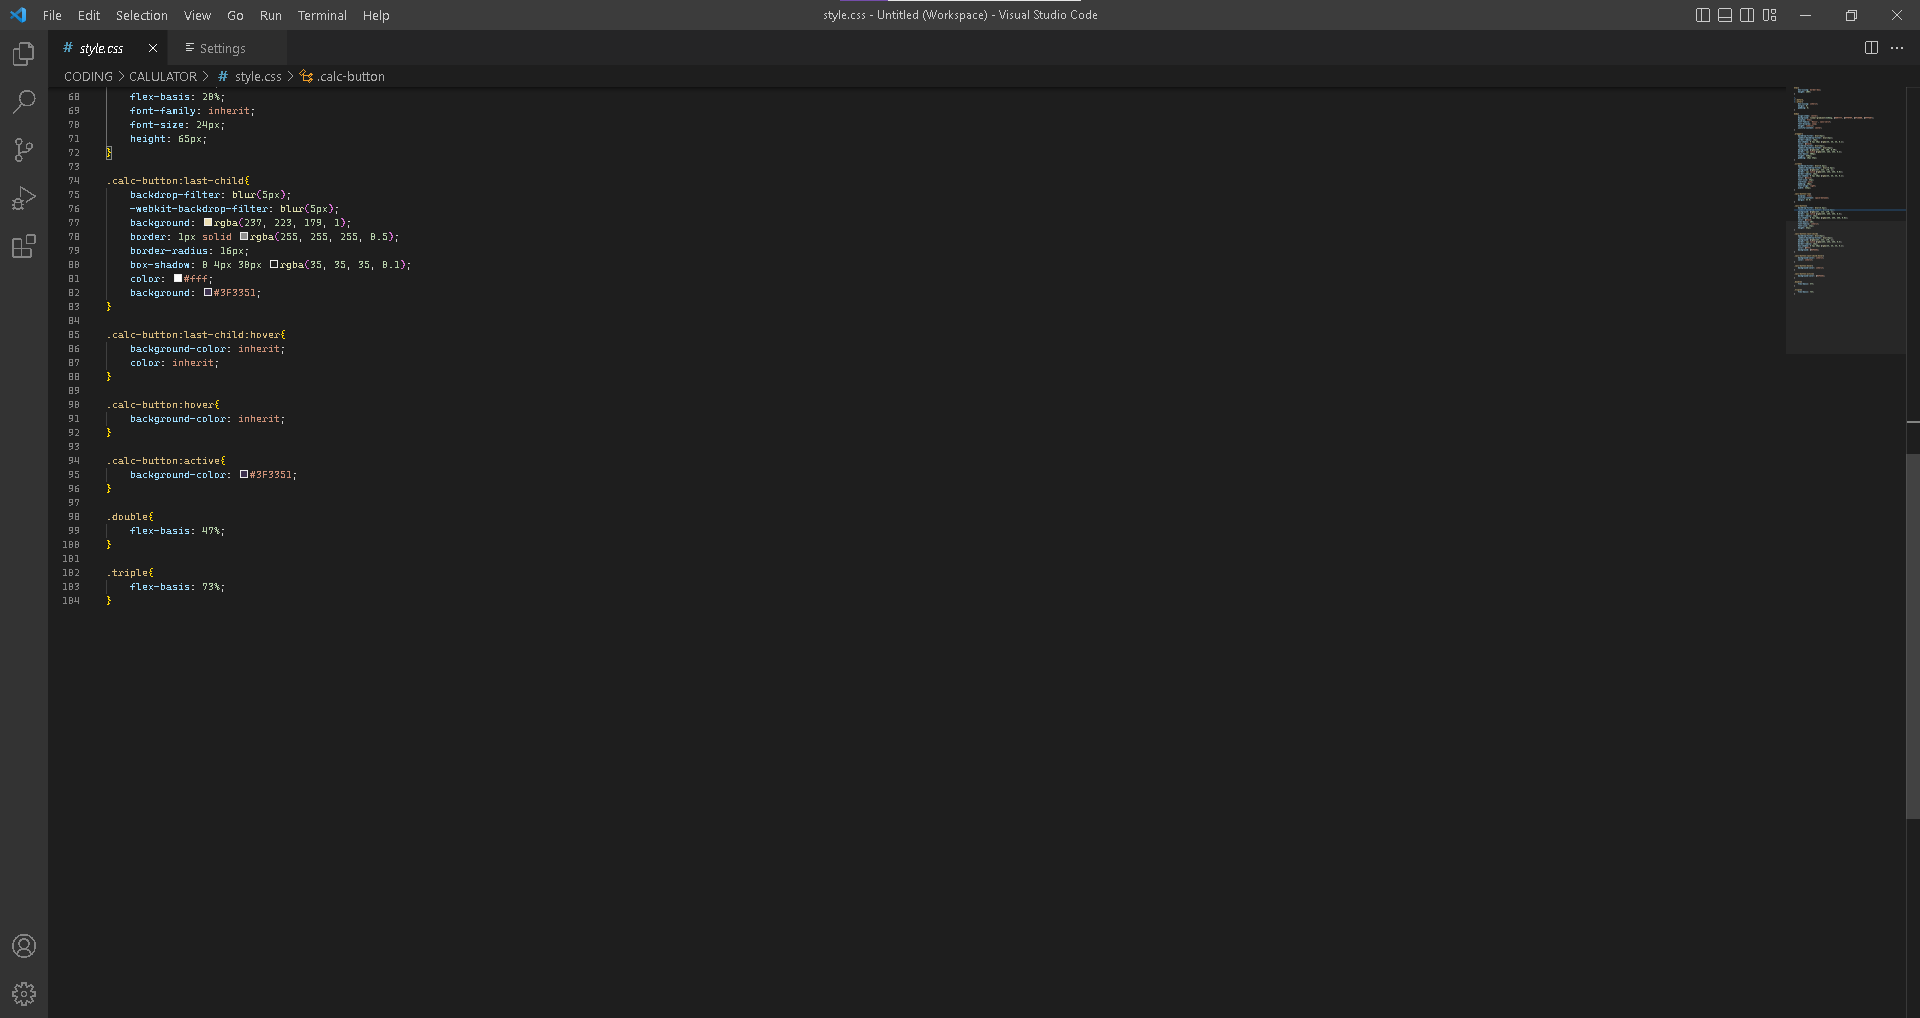 File Edit Selection View Go Run Terminal Help
style.css - Untitled (Workspace) - Visual Studio Code
# style.css
Settings
CODING > CALULATOR > # style.css > .calc-button
68 flex-basis: 20%;
69 font-family: inherit;
70 font-size: 24px;
71 height: 65px;
72 }
73
74 .calc-button:last-child{
75 backdrop-filter: blur(5px);
76 -webkit-backdrop-filter: blur(5px);
77 background: rgba(237, 223, 179, 1);
78 border: 1px solid rgba(255, 255, 255, 0.5);
79 border-radius: 16px;
80 box-shadow: 0 4px 30px rgba(35, 35, 35, 0.1);
81 color: #fff;
82 background: #3F3351;
83 }
84
85 .calc-button:last-child:hover{
86 background-color: inherit;
87 color: inherit;
88 }
89
90 .calc-button:hover{
91 background-color: inherit;
92 }
93
94 .calc-button:active{
95 background-color: #3F3351;
96 }
97
98 .double{
99 flex-basis: 47%;
100 }
101
102 .triple{
103 flex-basis: 73%;
104 }